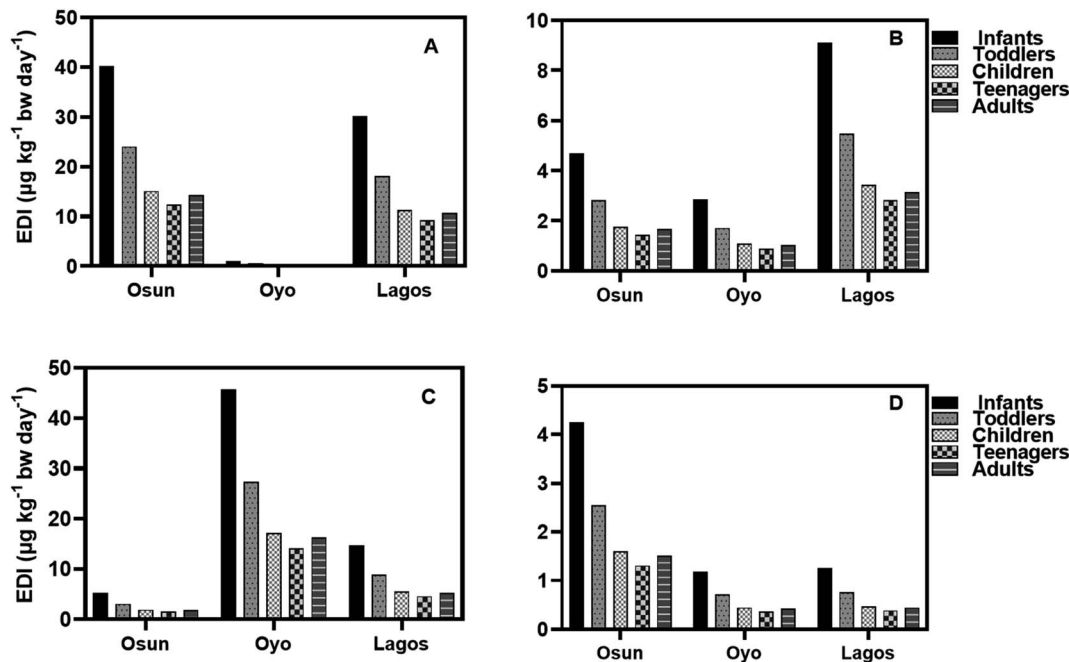 EDI (µg kg⁻¹ bw day⁻¹)
50
40
30
20
10
0
A
Osun Oyo Lagos
10
8
6
4
2
0
B
Osun Oyo Lagos
Infants
Toddlers
Children
Teenagers
Adults
EDI (µg kg⁻¹ bw day⁻¹)
50
40
30
20
10
0
C
Osun Oyo Lagos
5
4
3
2
1
0
D
Osun Oyo Lagos
Infants
Toddlers
Children
Teenagers
Adults